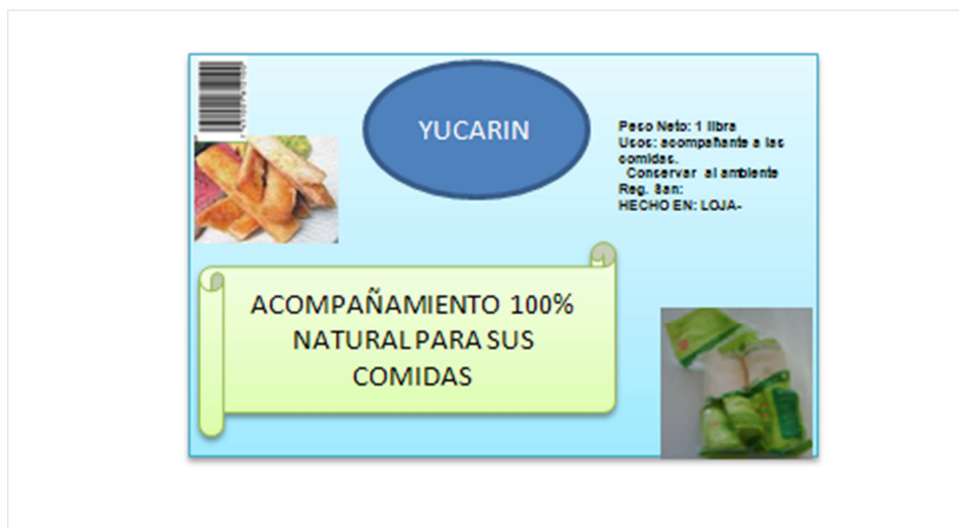 YUCARIN
Peso Neto: 1 libra
Usos: acompañante a las
comidas.
Conservar al ambiente
Reg. San:
HECHO EN: LOJA-
ACOMPAÑAMIENTO 100%
NATURAL PARA SUS
COMIDAS